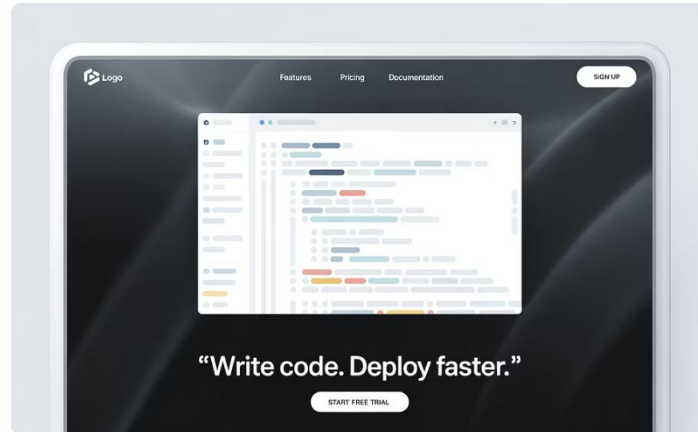 Logo
Features Pricing Documentation
SIGN UP
“Write code. Deploy faster.”
START FREE TRIAL